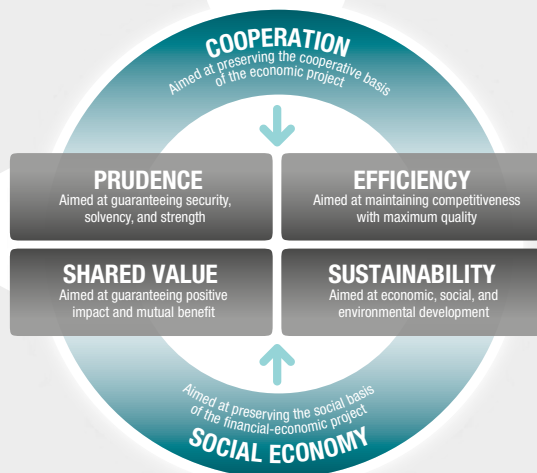 COOPERATION
Aimed at preserving the cooperative basis
of the economic project
PRUDENCE
Aimed at guaranteeing security,
solvency, and strength
EFFICIENCY
Aimed at maintaining competitiveness
with maximum quality
SHARED VALUE
Aimed at guaranteeing positive
impact and mutual benefit
SUSTAINABILITY
Aimed at economic, social, and
environmental development
Aimed at preserving the social basis
of the financial-economic project
SOCIAL ECONOMY